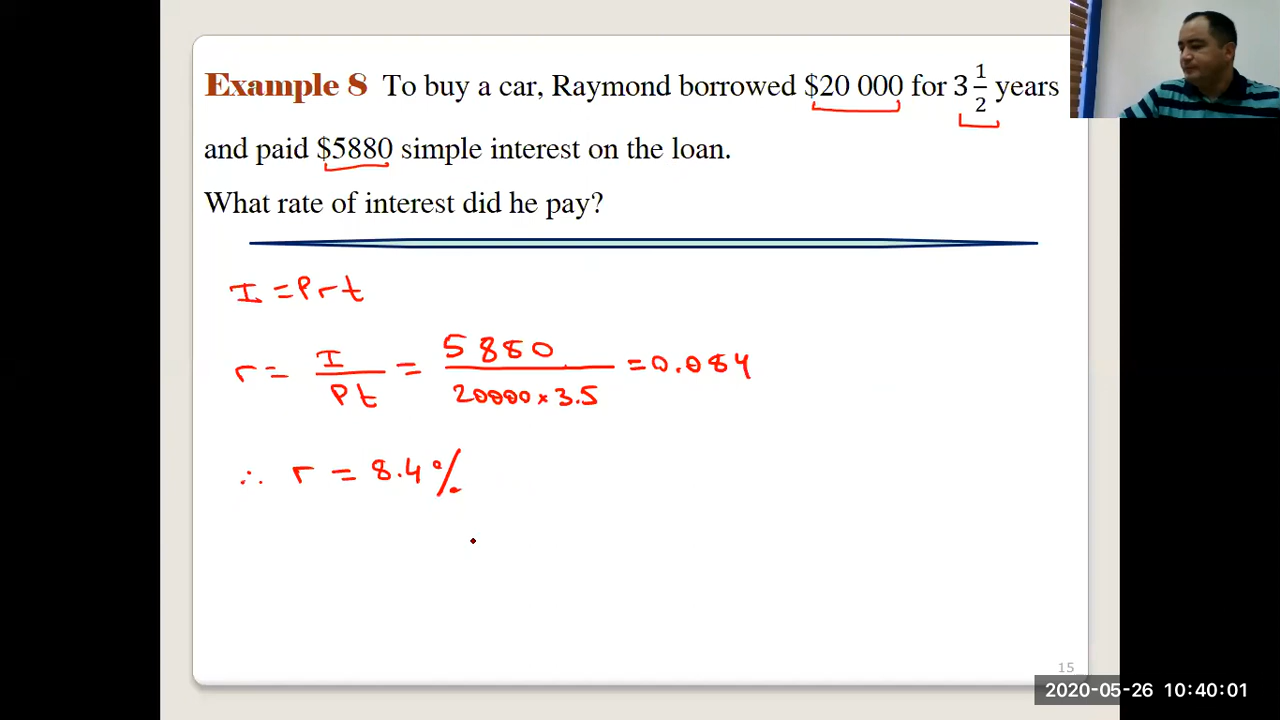 Example 8 To buy a car, Raymond borrowed $20 000 for 3 1/2 years
and paid $5880 simple interest on the loan.
What rate of interest did he pay?
I = Prt
r = I/Pt = 5880/20000 × 3.5 = 0.084
∴ r = 8.4%
15
2020-05-26 10:40:01